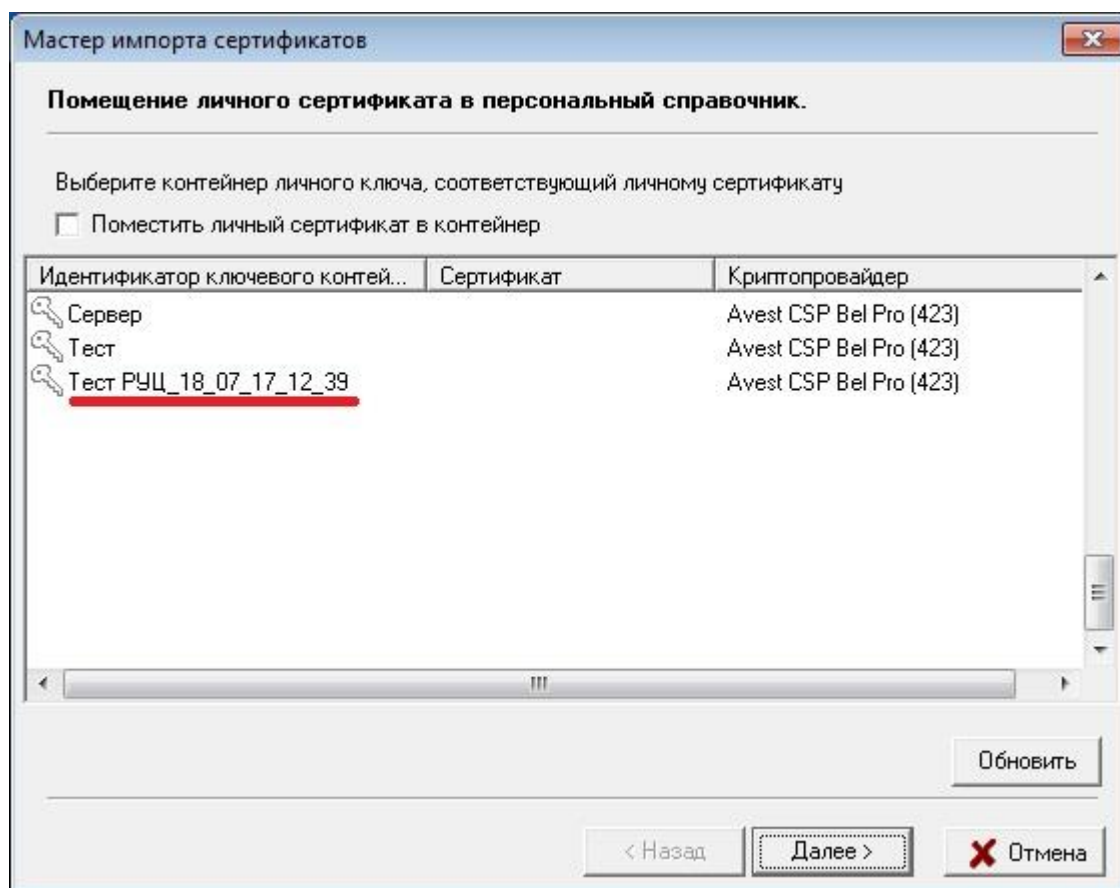 Мастер импорта сертификатов
Помещение личного сертификата в персональный справочник.
Выберите контейнер личного ключа, соответствующий личному сертификату
Поместить личный сертификат в контейнер
Идентификатор ключевого контей... Сертификат Криптопровайдер
Сервер Avest CSP Bel Pro (423)
Тест Avest CSP Bel Pro (423)
Тест РУЦ_18_07_17_12_39 Avest CSP Bel Pro (423)
Обновить
< Назад Далее > Отмена